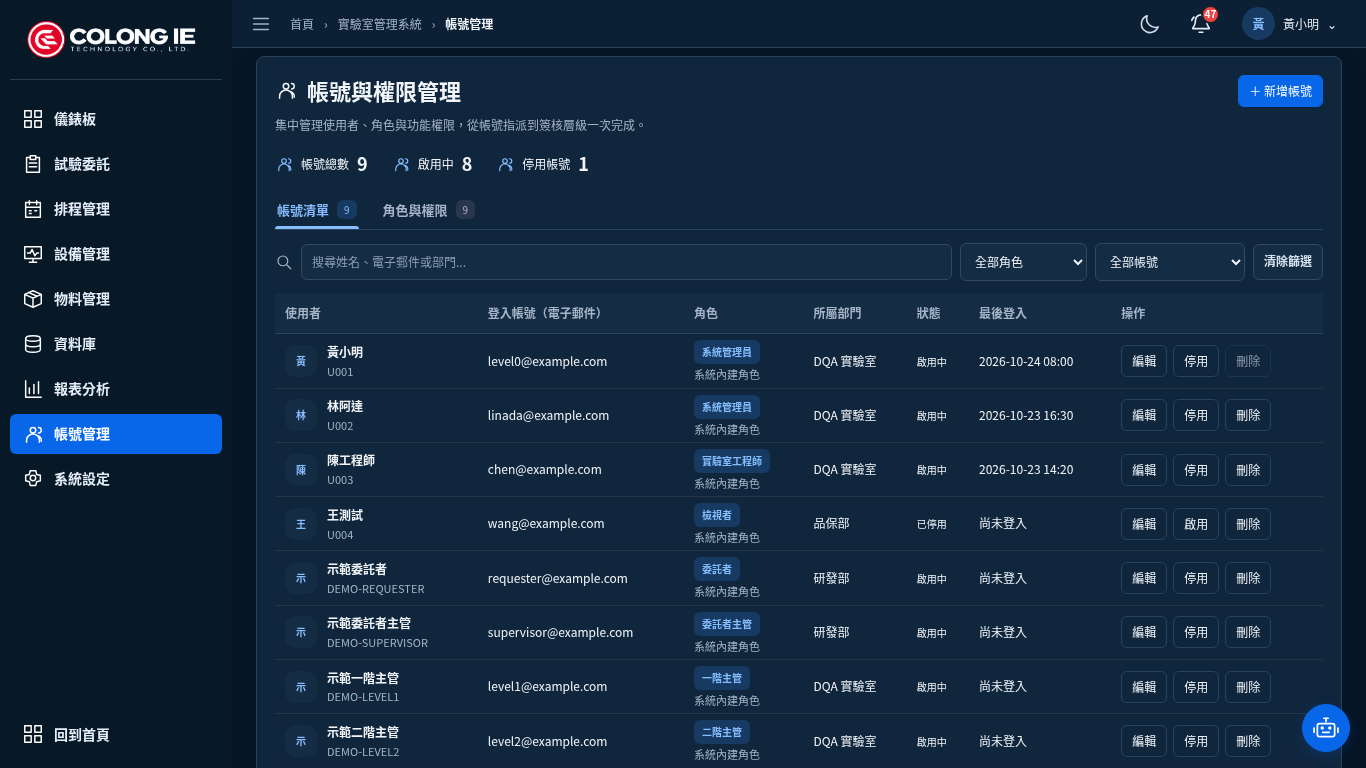 COLONG IE
TECHNOLOGY CO., LTD.
儀錶板
試驗委託
排程管理
設備管理
物料管理
資料庫
報表分析
帳號管理
系統設定
回到首頁
首頁 › 實驗室管理系統 › 帳號管理
47
黃 黃小明
帳號與權限管理
＋ 新增帳號
集中管理使用者、角色與功能權限，從帳號指派到簽核層級一次完成。
帳號總數 9 啟用中 8 停用帳號 1
帳號清單 9 角色與權限 9
搜尋姓名、電子郵件或部門... 全部角色 全部帳號 清除篩選
使用者 登入帳號（電子郵件） 角色 所屬部門 狀態 最後登入 操作
黃 黃小明 U001 level0@example.com 系統管理員 系統內建角色 DQA 實驗室 啟用中 2026-10-24 08:00 編輯 停用 刪除
林 林阿達 U002 linada@example.com 系統管理員 系統內建角色 DQA 實驗室 啟用中 2026-10-23 16:30 編輯 停用 刪除
陳 陳工程師 U003 chen@example.com 實驗室工程師 系統內建角色 DQA 實驗室 啟用中 2026-10-23 14:20 編輯 停用 刪除
王 王測試 U004 wang@example.com 檢視者 系統內建角色 品保部 已停用 尚未登入 編輯 啟用 刪除
示 示範委託者 DEMO-REQUESTER requester@example.com 委託者 系統內建角色 研發部 啟用中 尚未登入 編輯 停用 刪除
示 示範委託者主管 DEMO-SUPERVISOR supervisor@example.com 委託者主管 系統內建角色 研發部 啟用中 尚未登入 編輯 停用 刪除
示 示範一階主管 DEMO-LEVEL1 level1@example.com 一階主管 系統內建角色 DQA 實驗室 啟用中 尚未登入 編輯 停用 刪除
示 示範二階主管 DEMO-LEVEL2 level2@example.com 二階主管 系統內建角色 DQA 實驗室 啟用中 尚未登入 編輯 停用 刪除